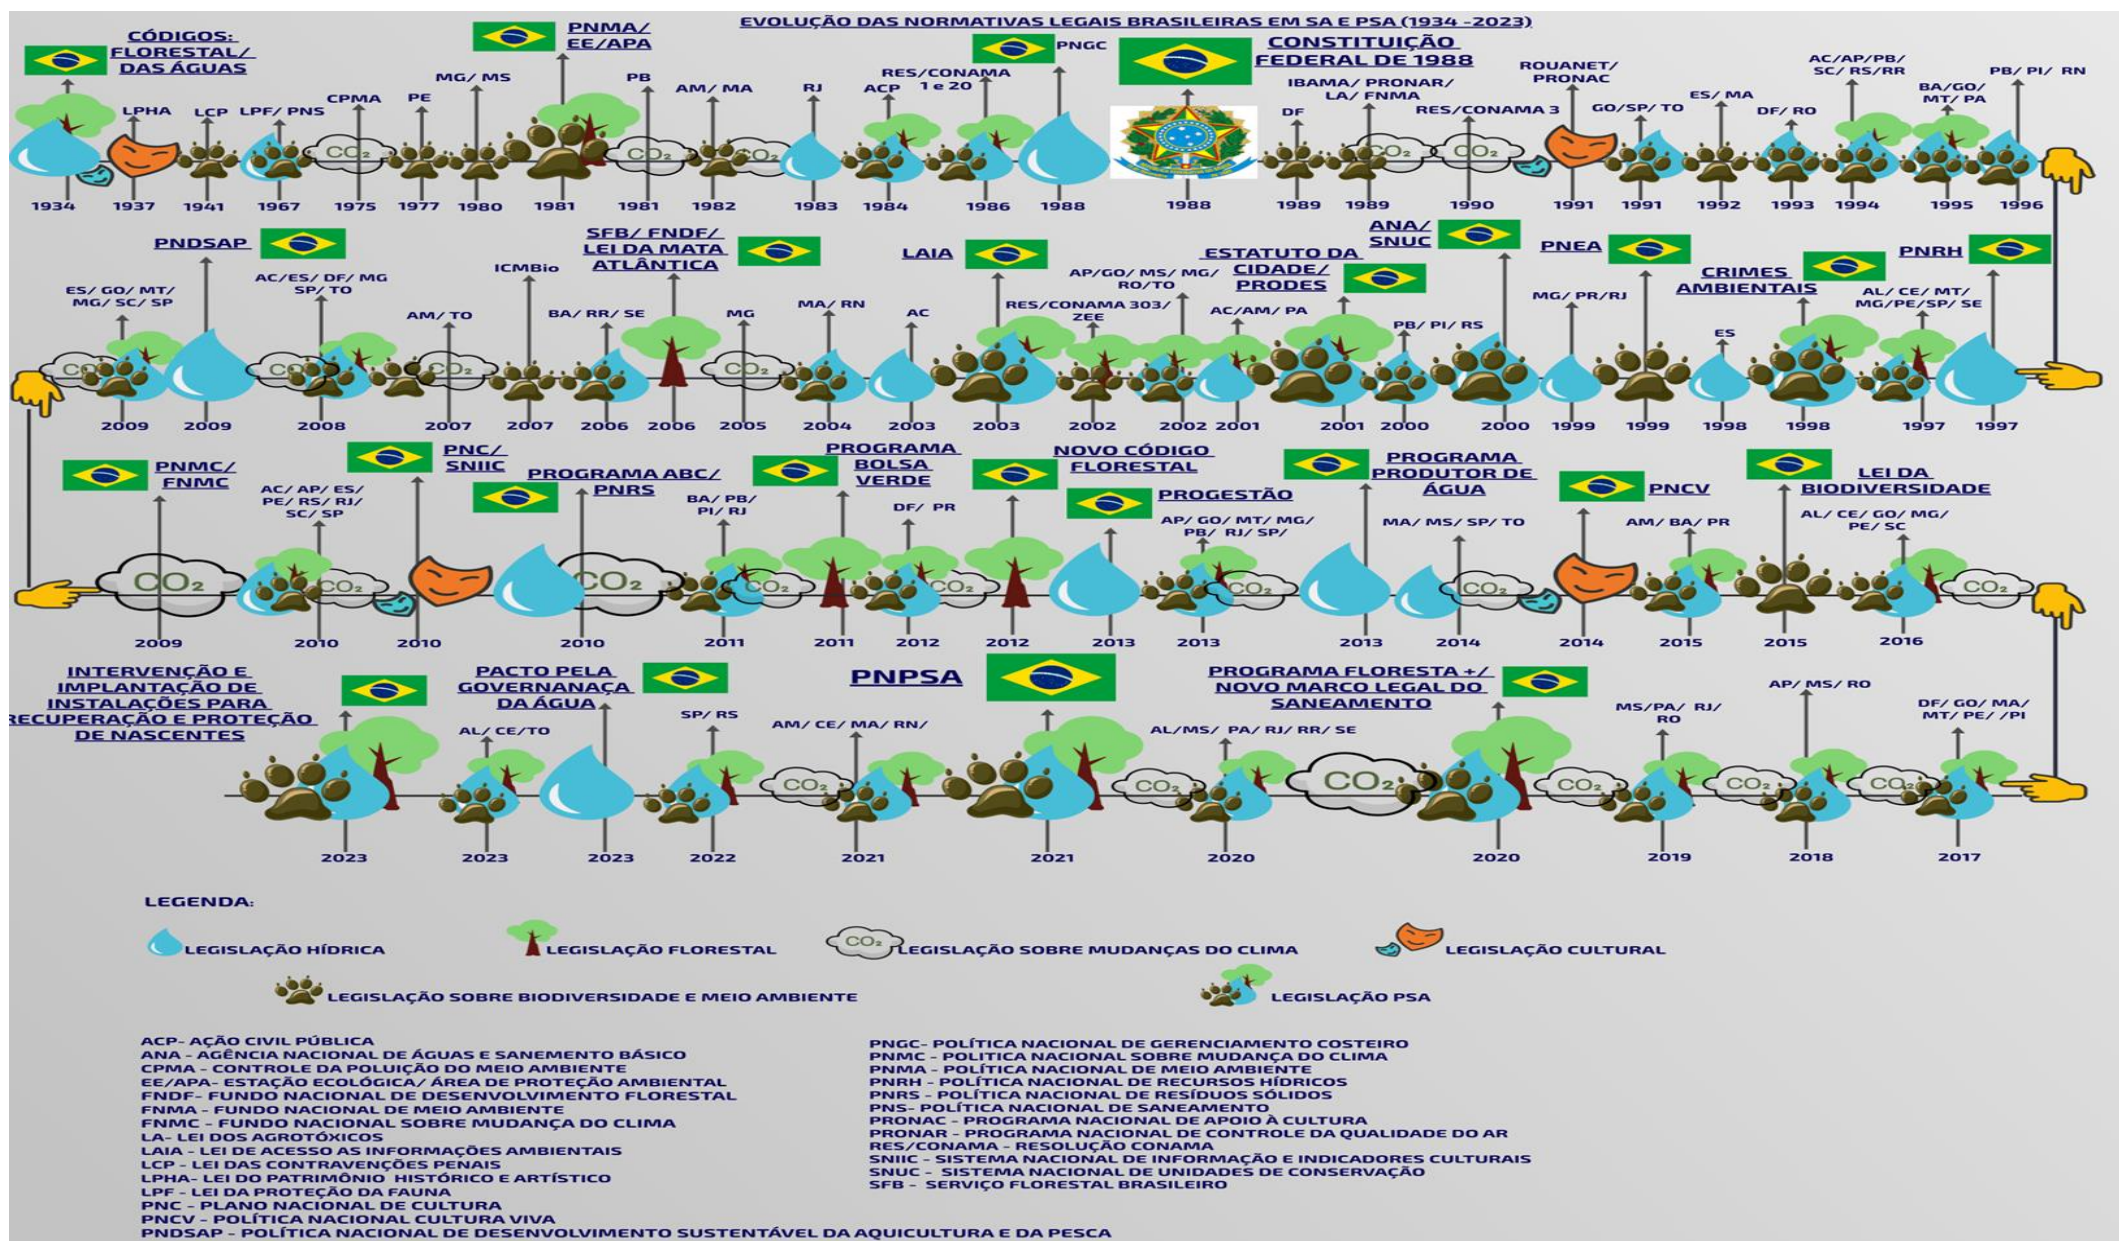 EVOLUÇÃO DAS NORMATIVAS LEGAIS BRASILEIRAS EM SA E PSA (1934 -2023)
CÓDIGOS:
FLORESTAL/
DAS ÁGUAS
LPHA
LCP
LPF/ PNS
CPMA
PE
MG/ MS
PNMA/
EE/APA
PB
AM/ MA
RJ
ACP
RES/CONAMA
1 e 20
PNGC
CONSTITUIÇÃO
FEDERAL DE 1988
DF
IBAMA/ PRONAR/
LA/ FNMA
RES/CONAMA 3
ROUANET/
PRONAC
GO/SP/ TO
ES/ MA
DF/ RO
AC/AP/PB/
SC/ RS/RR
BA/GO/
MT/ PA
PB/ PI/ RN
CO₂
CO₂
CO₂
CO₂
CO₂
1934
1937
1941
1967
1975
1977
1980
1981
1981
1982
1983
1984
1986
1988
1988
1989
1989
1990
1991
1991
1992
1993
1994
1995
1996
ES/ GO/ MT/
MG/ SC/ SP
PNDSAP
AC/ES/ DF/ MG
SP/ TO
AM/ TO
ICMBio
BA/ RR/ SE
SFB/ FNDF/
LEI DA MATA
ATLÂNTICA
MG
MA/ RN
AC
LAIA
RES/CONAMA 303/
ZEE
AP/GO/ MS/ MG/
RO/TO
AC/AM/ PA
ESTATUTO DA
CIDADE/
PRODES
PB/ PI/ RS
ANA/
SNUC
MG/ PR/RJ
PNEA
ES
CRIMES
AMBIENTAIS
AL/ CE/ MT/
MG/PE/SP/ SE
PNRH
CO₂
CO₂
CO₂
2009
2009
2008
2007
2007
2006
2006
2005
2004
2003
2003
2002
2002
2001
2001
2000
2000
1999
1999
1998
1998
1997
1997
PNMC/
FNMC
AC/ AP/ ES/
PE/ RS/ RJ/
SC/ SP
PNC/
SNIIC
PROGRAMA ABC/
PNRS
BA/ PB/
PI/ RJ
PROGRAMA
BOLSA
VERDE
DF/ PR
NOVO CÓDIGO
FLORESTAL
PROGESTÃO
AP/ GO/ MT/ MG/
PB/ RJ/ SP/
PROGRAMA
PRODUTOR DE
ÁGUA
MA/ MS/ SP/ TO
PNCV
AM/ BA/ PR
LEI DA
BIODIVERSIDADE
AL/ CE/ GO/ MG/
PE/ SC
CO₂
CO₂
CO₂
CO₂
CO₂
CO₂
CO₂
CO₂
2009
2010
2010
2010
2011
2011
2012
2012
2013
2013
2013
2014
2014
2015
2015
2016
INTERVENÇÃO E
IMPLANTAÇÃO DE
INSTALAÇÕES PARA
RECUPERAÇÃO E PROTEÇÃO
DE NASCENTES
AL/ CE/TO
PACTO PELA
GOVERNANAÇA
DA ÁGUA
SP/ RS
AM/ CE/ MA/ RN/
PNPSA
AL/MS/ PA/ RJ/ RR/ SE
PROGRAMA FLORESTA +/
NOVO MARCO LEGAL DO
SANEAMENTO
MS/PA/ RJ/
RO
AP/ MS/ RO
DF/ GO/ MA/
MT/ PE/ /PI
CO₂
CO₂
CO₂
CO₂
CO₂
CO₂
2023
2023
2023
2022
2021
2021
2020
2020
2019
2018
2017
LEGENDA:
LEGISLAÇÃO HÍDRICA
LEGISLAÇÃO FLORESTAL
CO₂
LEGISLAÇÃO SOBRE MUDANÇAS DO CLIMA
LEGISLAÇÃO CULTURAL
LEGISLAÇÃO SOBRE BIODIVERSIDADE E MEIO AMBIENTE
LEGISLAÇÃO PSA
ACP- AÇÃO CIVIL PÚBLICA
ANA - AGÊNCIA NACIONAL DE ÁGUAS E SANEMENTO BÁSICO
CPMA - CONTROLE DA POLUIÇÃO DO MEIO AMBIENTE
EE/APA- ESTAÇÃO ECOLÓGICA/ ÁREA DE PROTEÇÃO AMBIENTAL
FNDF- FUNDO NACIONAL DE DESENVOLVIMENTO FLORESTAL
FNMA - FUNDO NACIONAL DE MEIO AMBIENTE
FNMC - FUNDO NACIONAL SOBRE MUDANÇA DO CLIMA
LA- LEI DOS AGROTÓXICOS
LAIA - LEI DE ACESSO AS INFORMAÇÕES AMBIENTAIS
LCP - LEI DAS CONTRAVENÇÕES PENAIS
LPHA- LEI DO PATRIMÔNIO HISTÓRICO E ARTÍSTICO
LPF - LEI DA PROTEÇÃO DA FAUNA
PNC - PLANO NACIONAL DE CULTURA
PNCV - POLÍTICA NACIONAL CULTURA VIVA
PNDSAP - POLÍTICA NACIONAL DE DESENVOLVIMENTO SUSTENTÁVEL DA AQUICULTURA E DA PESCA
PNGC- POLÍTICA NACIONAL DE GERENCIAMENTO COSTEIRO
PNMC - POLITICA NACIONAL SOBRE MUDANÇA DO CLIMA
PNMA - POLÍTICA NACIONAL DE MEIO AMBIENTE
PNRH - POLÍTICA NACIONAL DE RECURSOS HÍDRICOS
PNRS - POLÍTICA NACIONAL DE RESÍDUOS SÓLIDOS
PNS- POLÍTICA NACIONAL DE SANEAMENTO
PRONAC - PROGRAMA NACIONAL DE APOIO À CULTURA
PRONAR - PROGRAMA NACIONAL DE CONTROLE DA QUALIDADE DO AR
RES/CONAMA - RESOLUÇÃO CONAMA
SNIIC - SISTEMA NACIONAL DE INFORMAÇÃO E INDICADORES CULTURAIS
SNUC - SISTEMA NACIONAL DE UNIDADES DE CONSERVAÇÃO
SFB - SERVIÇO FLORESTAL BRASILEIRO